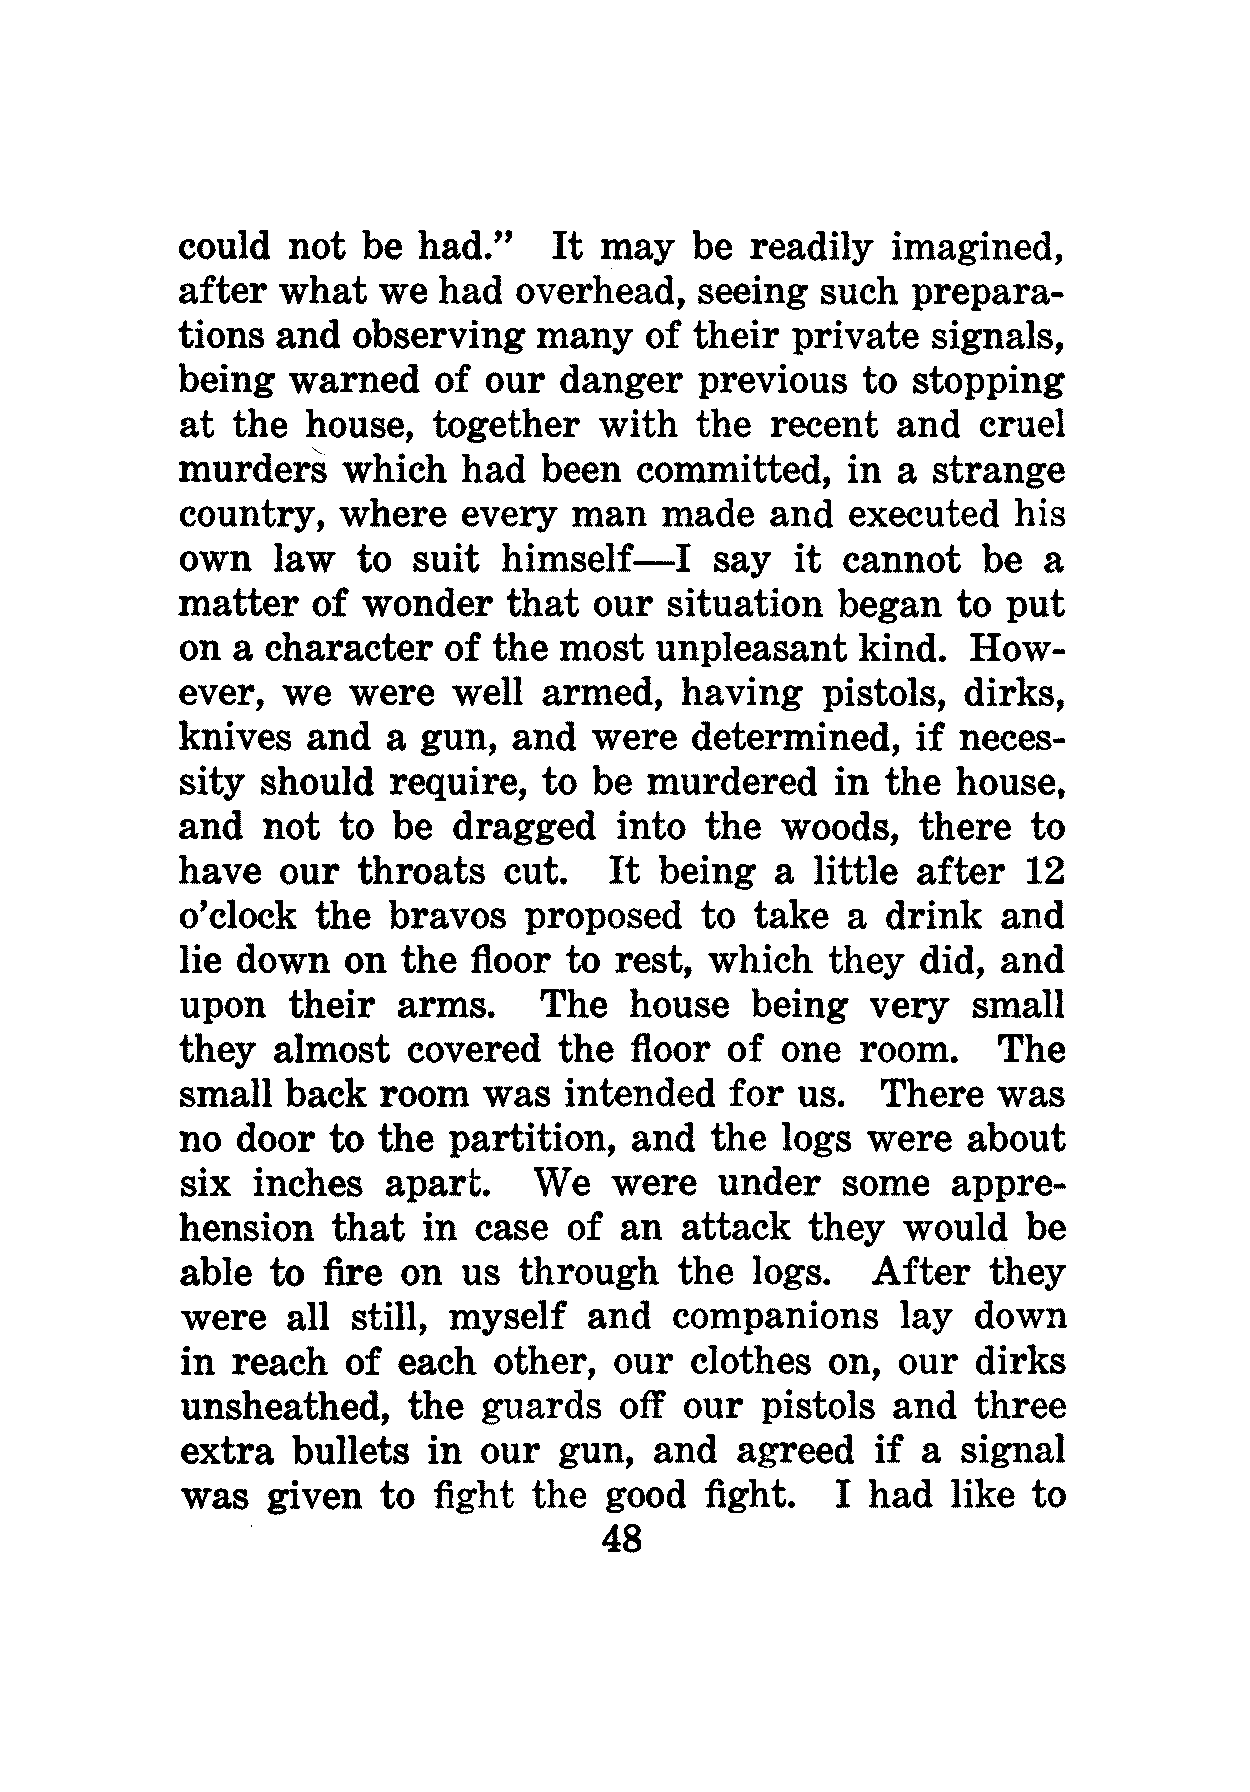 could not be had.” It may be readily imagined,
after what we had overhead, seeing such prepara-
tions and observing many of their private signals,
being warned of our danger previous to stopping
at the house, together with the recent and cruel
murders which had been committed, in a strange
country, where every man made and executed his
own law to suit himself—I say it cannot be a
matter of wonder that our situation began to put
on a character of the most unpleasant kind. How-
ever, we were well armed, having pistols, dirks,
knives and a gun, and were determined, if neces-
sity should require, to be murdered in the house,
and not to be dragged into the woods, there to
have our throats cut. It being a little after 12
o’clock the bravos proposed to take a drink and
lie down on the floor to rest, which they did, and
upon their arms. The house being very small
they almost covered the floor of one room. The
small back room was intended for us. There was
no door to the partition, and the logs were about
six inches apart. We were under some appre-
hension that in case of an attack they would be
able to fire on us through the logs. After they
were all still, myself and companions lay down
in reach of each other, our clothes on, our dirks
unsheathed, the guards off our pistols and three
extra bullets in our gun, and agreed if a signal
was given to fight the good fight. I had like to
48